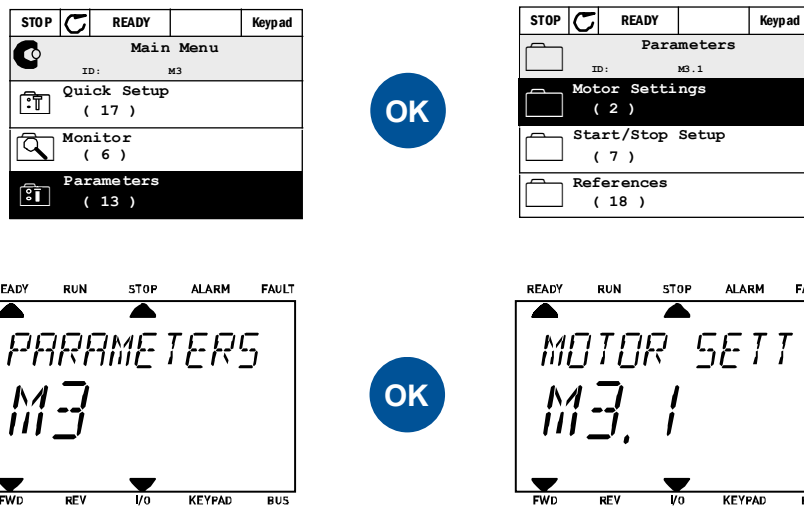 STOP READY Keypad
Main Menu
ID: M3
Quick Setup
( 17 )
Monitor
( 6 )
Parameters
( 13 )
OK
STOP READY Keypad
Parameters
ID: M3.1
Motor Settings
( 2 )
Start/Stop Setup
( 7 )
References
( 18 )
EADY RUN STOP ALARM FAULT
PARAMETERS
M3
FWD REV I/O KEYPAD BUS
OK
READY RUN STOP ALARM FA
MOTOR SETT
M3.1
FWD REV I/O KEYPAD